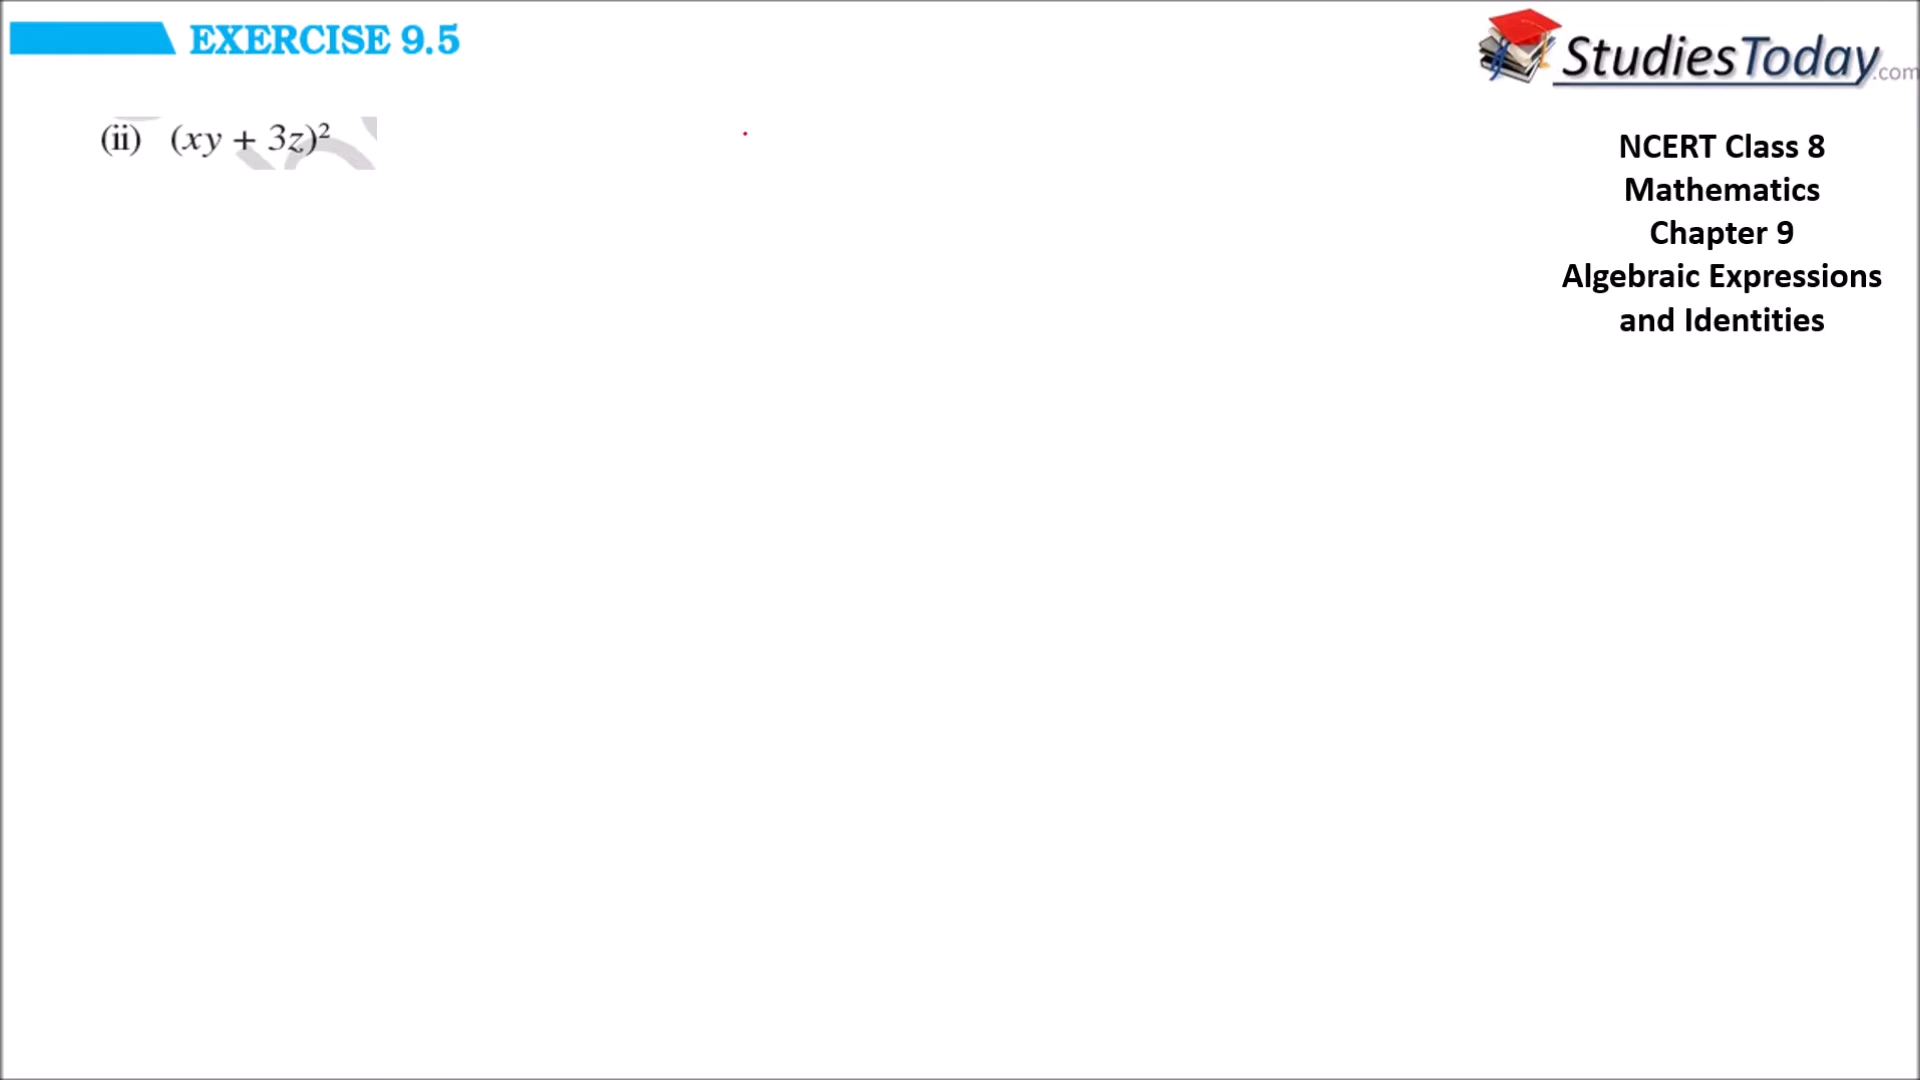 EXERCISE 9.5
StudiesToday.com
(ii) (xy + 3z)²
NCERT Class 8
Mathematics
Chapter 9
Algebraic Expressions
and Identities